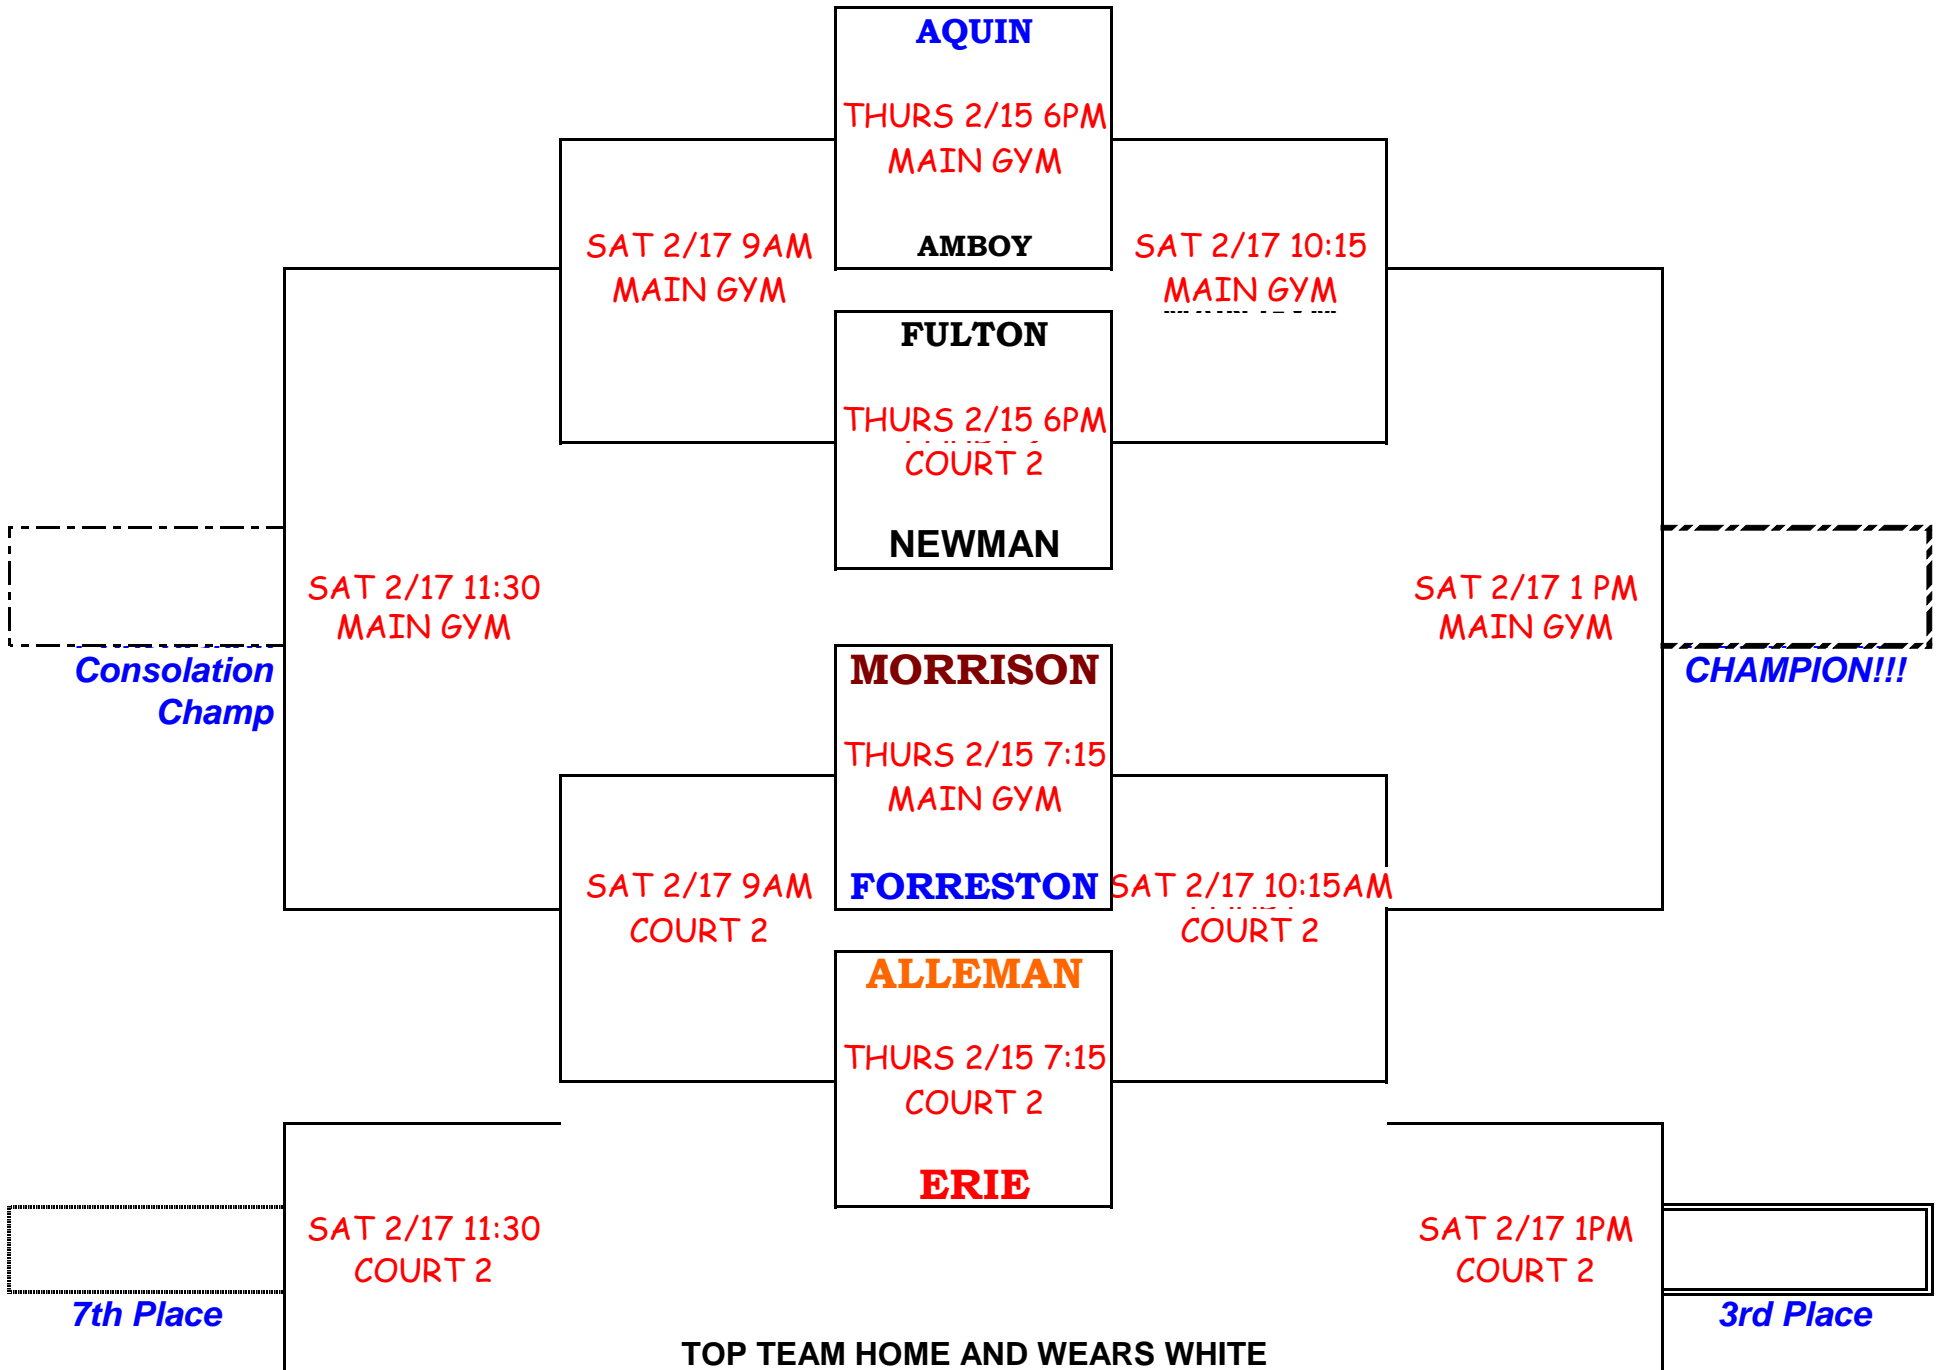 AQUIN
THURS 2/15 6PM
MAIN GYM
AMBOY
SAT 2/17 9AM
MAIN GYM
SAT 2/17 10:15
MAIN GYM
FULTON
THURS 2/15 6PM
COURT 2
NEWMAN
SAT 2/17 11:30
MAIN GYM
Consolation
Champ
SAT 2/17 1 PM
MAIN GYM
CHAMPION!!!
MORRISON
THURS 2/15 7:15
MAIN GYM
FORRESTON
SAT 2/17 9AM
COURT 2
SAT 2/17 10:15AM
COURT 2
ALLEMAN
THURS 2/15 7:15
COURT 2
ERIE
SAT 2/17 11:30
COURT 2
7th Place
SAT 2/17 1PM
COURT 2
3rd Place
TOP TEAM HOME AND WEARS WHITE